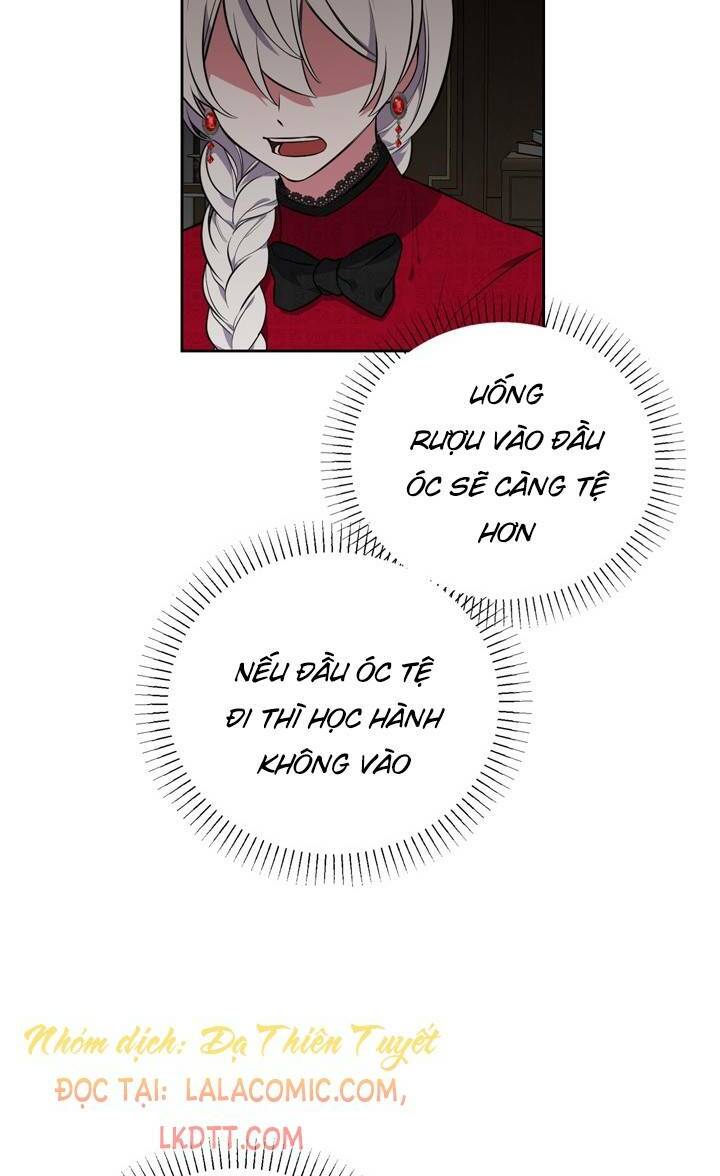 UỐNG
RƯỢU VÀO ĐẦU
ÓC SẼ CÀNG TỆ
HƠN
NẾU ĐẦU ÓC TỆ
ĐI THÌ HỌC HÀNH
KHÔNG VÀO
Nhóm dịch: Dạ Thiên Tuyết
ĐỌC TẠI: LALACOMIC.COM,
LKDTT.COM